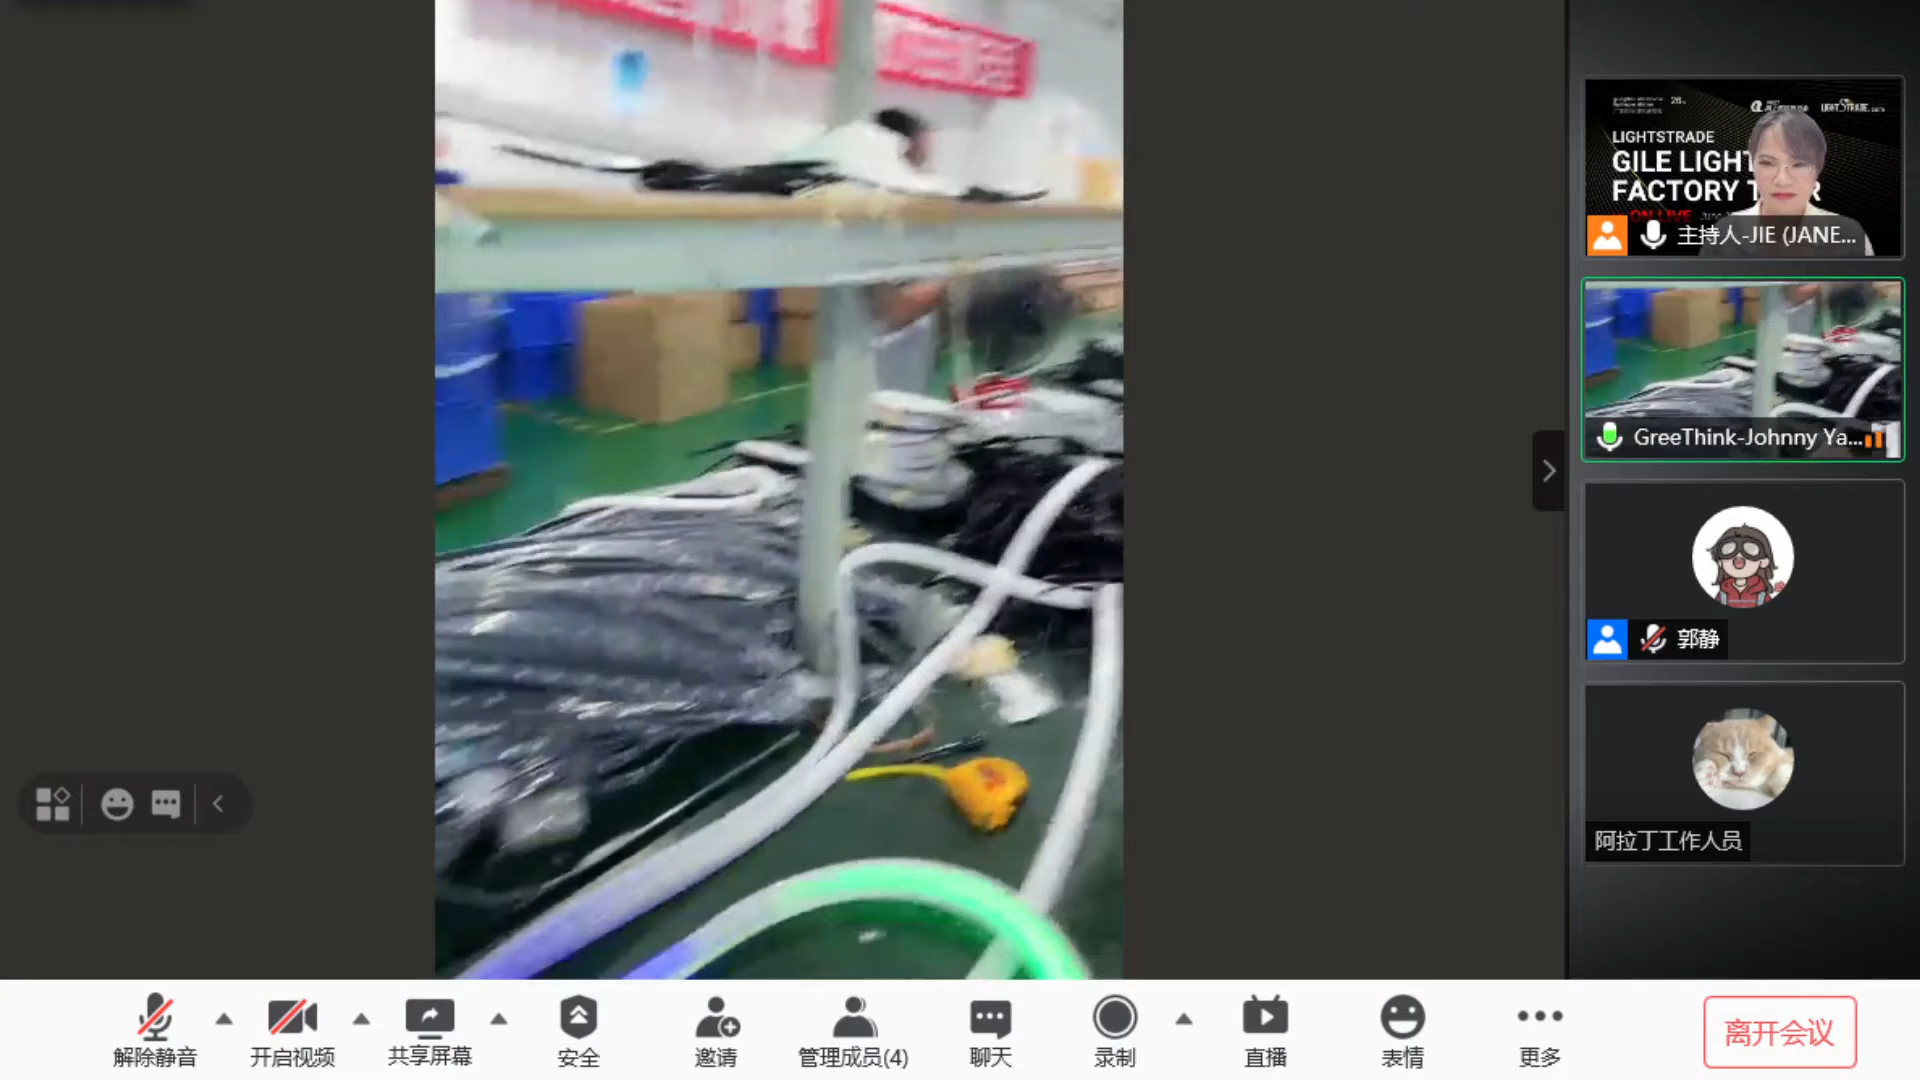 LIGHTSTRADE
GILE LIGHT
FACTORY T R
ON LIVE
主持人-JIE (JANE...
GreeThink-Johnny Ya...
郭静
阿拉丁工作人员
解除静音
开启视频
共享屏幕
安全
邀请
管理成员(4)
聊天
录制
直播
表情
更多
离开会议